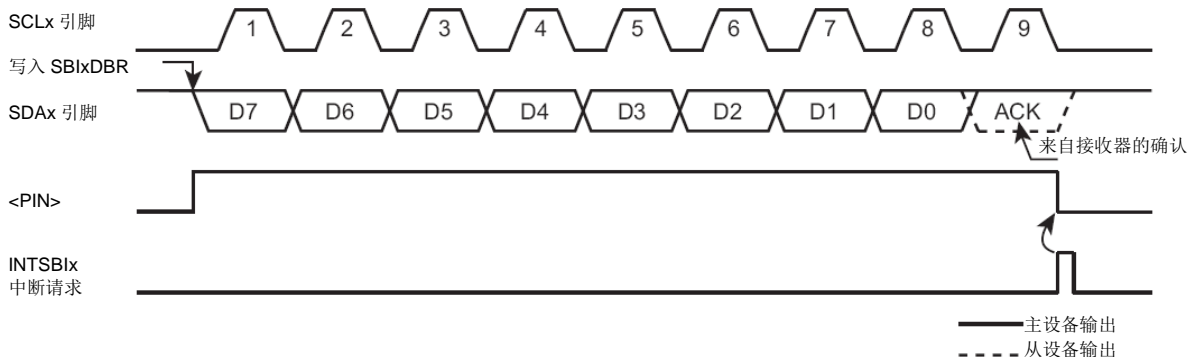 SCLx 引脚
1 2 3 4 5 6 7 8 9
写入 SBIxDBR
SDAx 引脚
D7 D6 D5 D4 D3 D2 D1 D0 ACK
来自接收器的确认
<PIN>
INTSBIx
中断请求
主设备输出
从设备输出